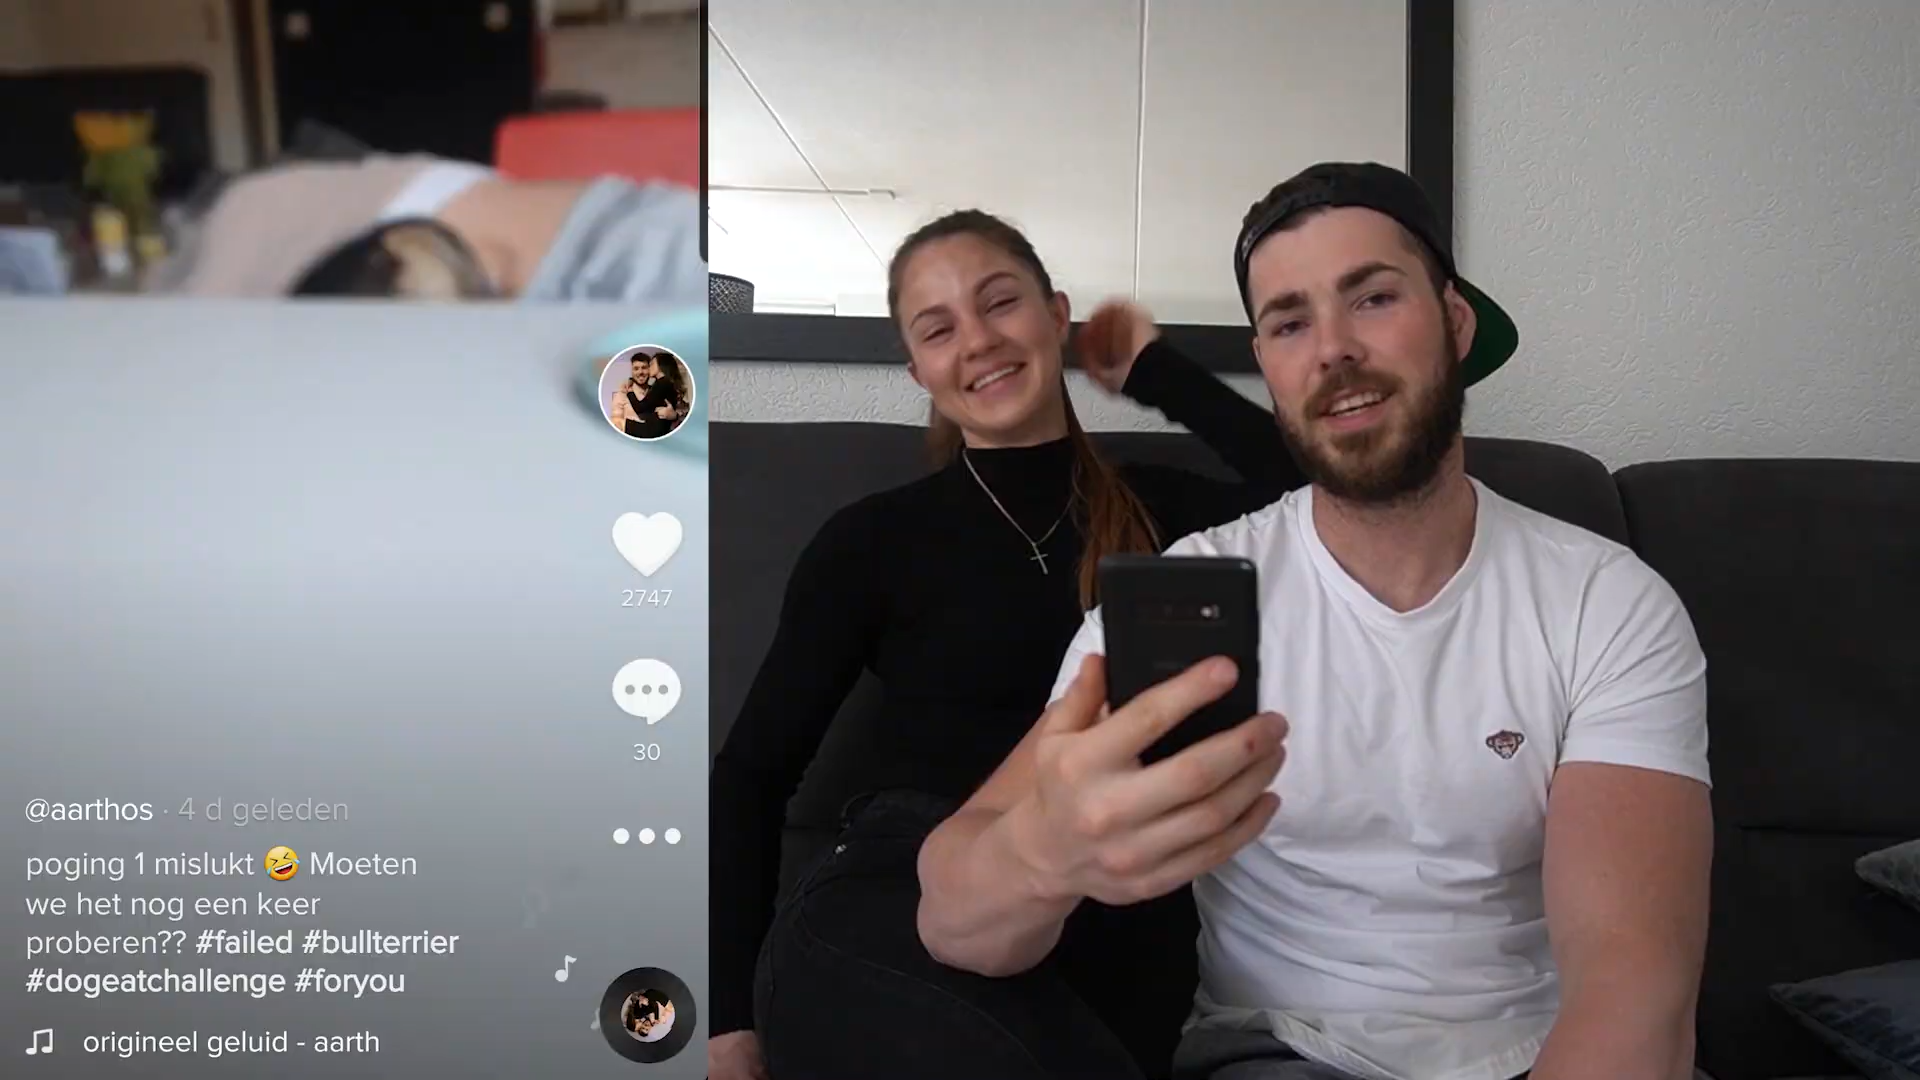 2747
30
@aarthos · 4 d geleden
poging 1 mislukt 🤣 Moeten
we het nog een keer
proberen?? #failed #bullterrier
#dogeatchallenge #foryou
origineel geluid - aarth